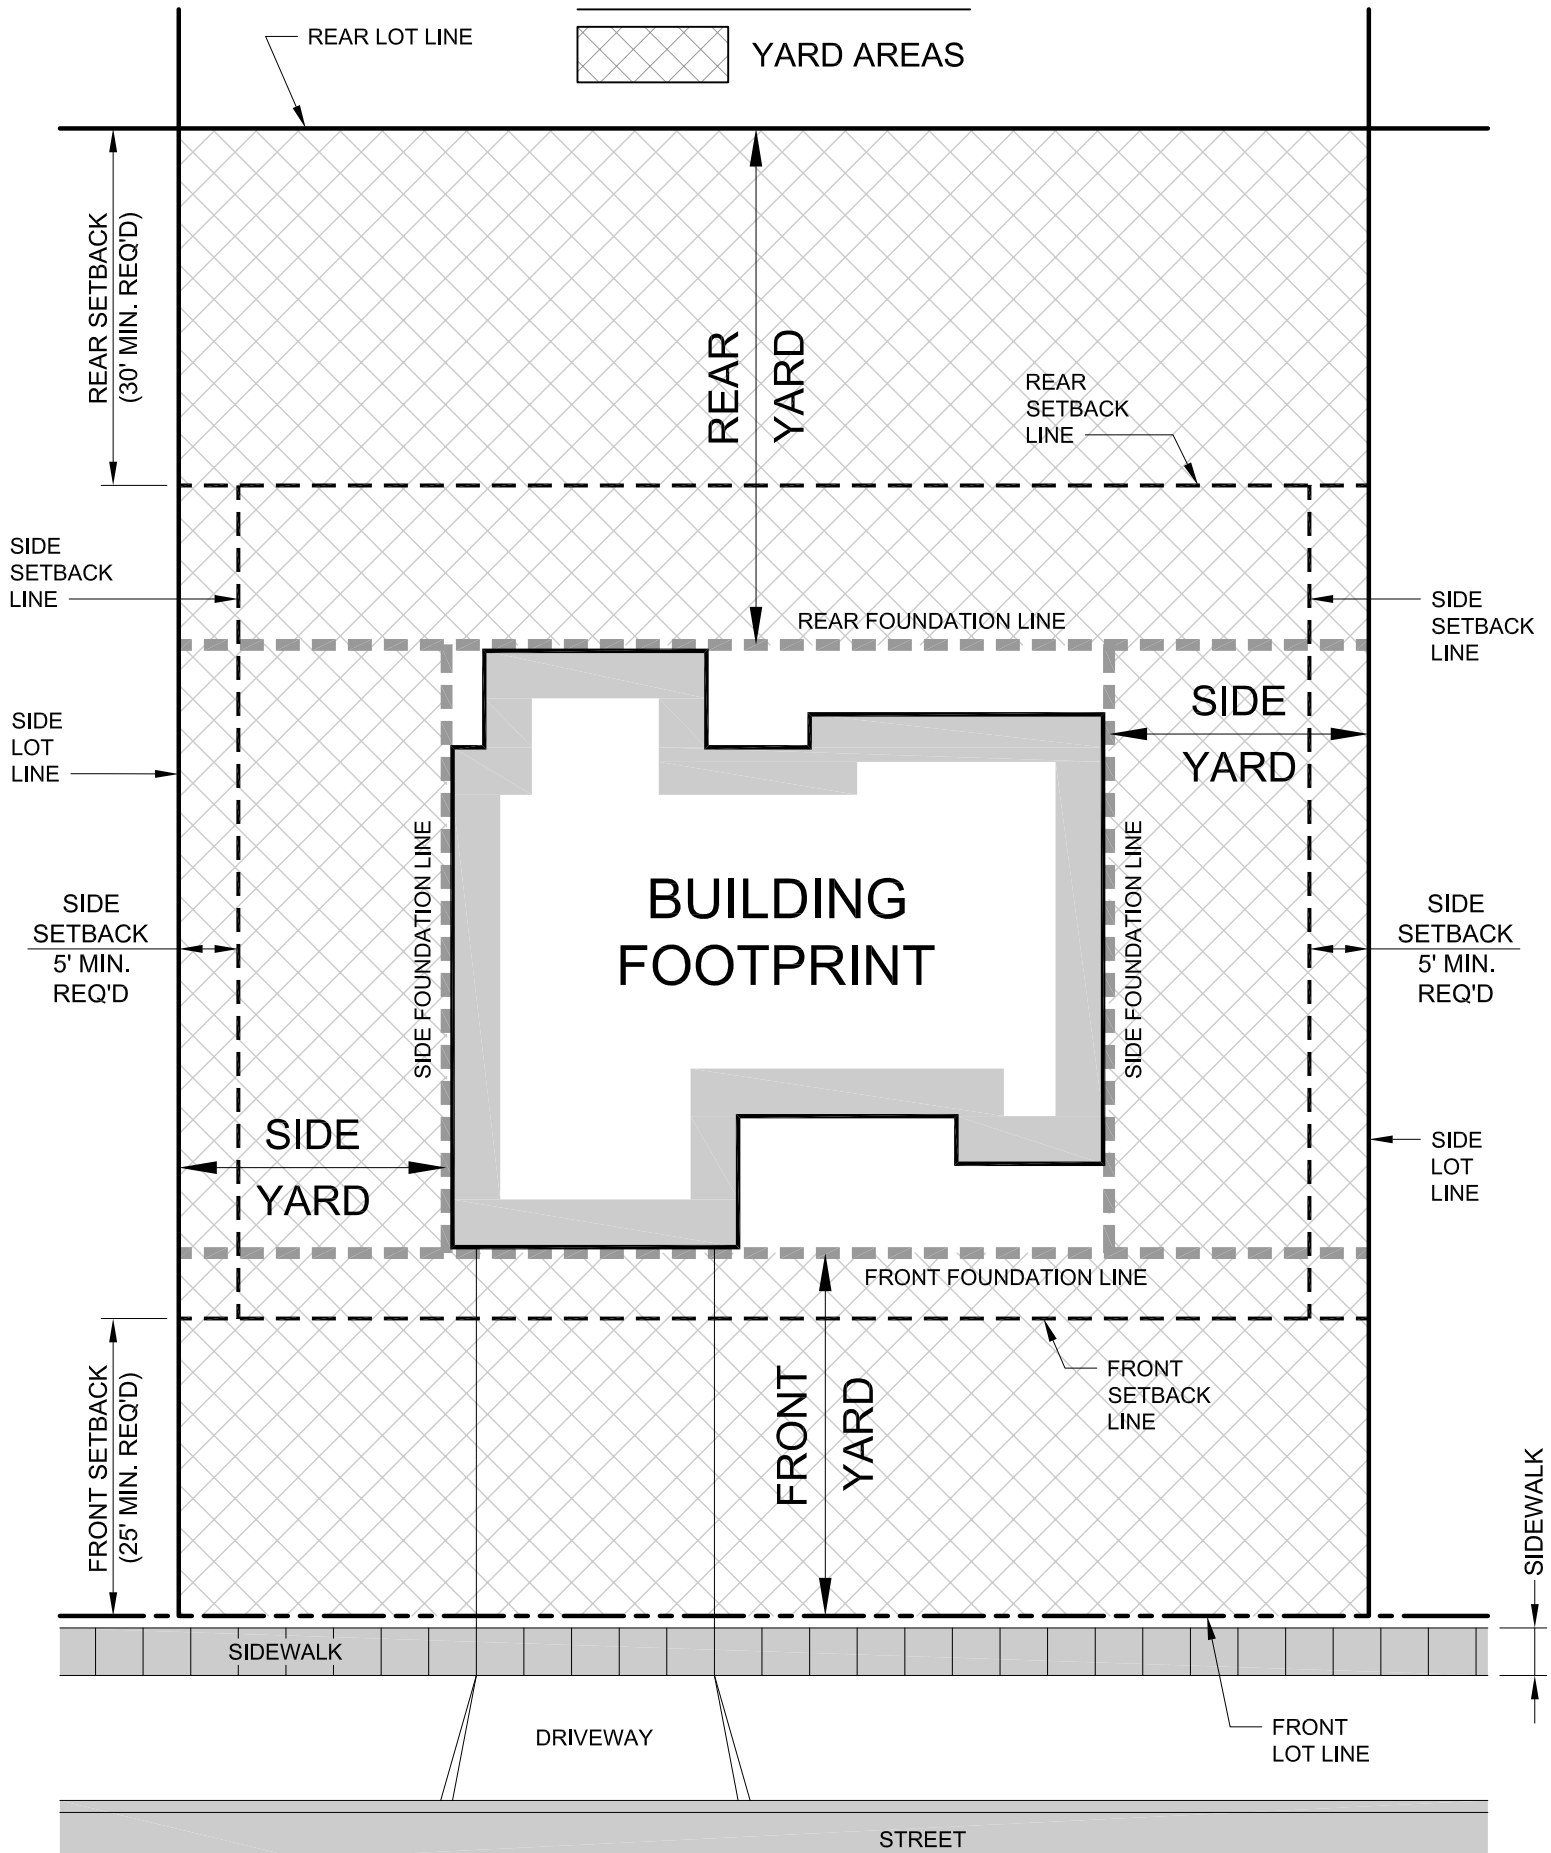 REAR LOT LINE
YARD AREAS
REAR SETBACK
(30' MIN. REQ'D)
REAR
YARD
REAR
SETBACK
LINE
SIDE
SETBACK
LINE
SIDE
SETBACK
LINE
REAR FOUNDATION LINE
SIDE
YARD
SIDE
LOT
LINE
SIDE FOUNDATION LINE
SIDE FOUNDATION LINE
BUILDING
FOOTPRINT
SIDE
SETBACK
5' MIN.
REQ'D
SIDE
SETBACK
5' MIN.
REQ'D
SIDE
YARD
SIDE
LOT
LINE
FRONT FOUNDATION LINE
FRONT SETBACK
(25' MIN. REQ'D)
FRONT
YARD
FRONT
SETBACK
LINE
SIDEWALK
SIDEWALK
DRIVEWAY
FRONT
LOT LINE
STREET